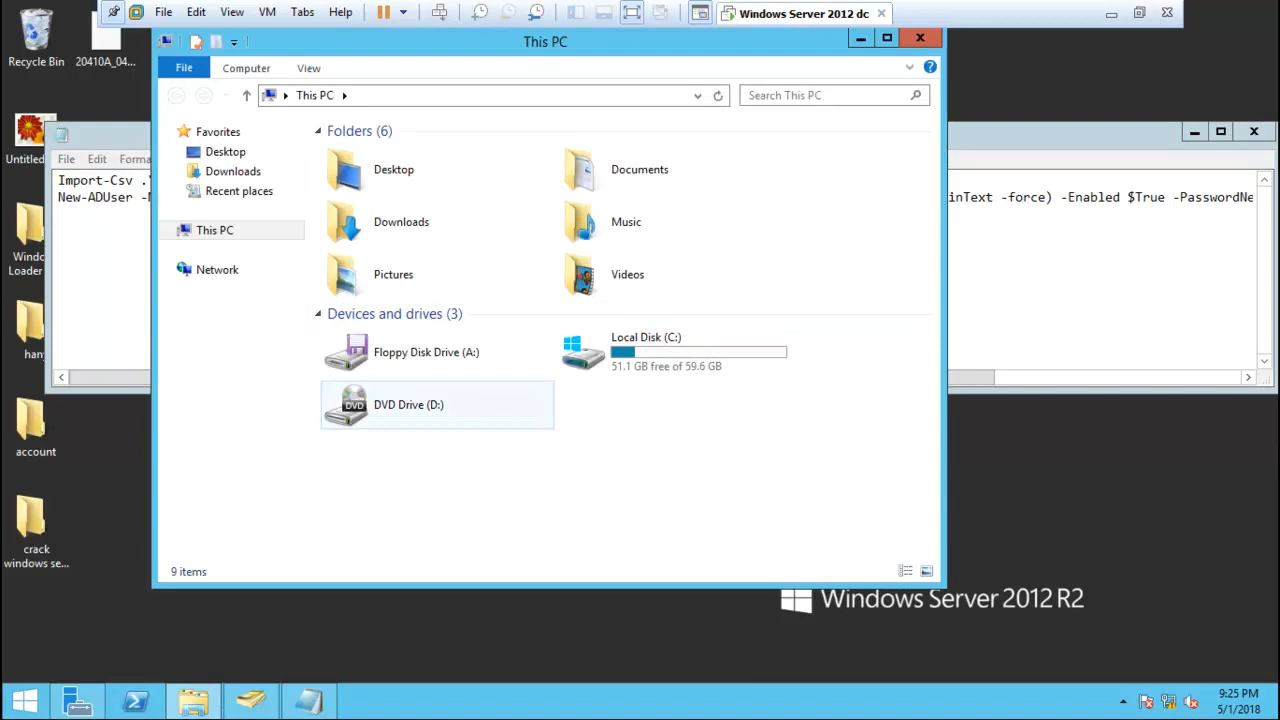 File Edit View VM Tabs Help
Windows Server 2012 dc
This PC
File Computer View
This PC
Search This PC
Recycle Bin
20410A_04...
Untitled
Windo
Loader
han
account
crack
windows se...
File Edit Forma
Import-Csv .
New-ADUser -
inText -force) -Enabled $True -PasswordNe
Favorites
Desktop
Downloads
Recent places
This PC
Network
Folders (6)
Desktop
Documents
Downloads
Music
Pictures
Videos
Devices and drives (3)
Floppy Disk Drive (A:)
Local Disk (C:)
51.1 GB free of 59.6 GB
DVD
DVD Drive (D:)
9 items
Windows Server 2012 R2
9:25 PM
5/1/2018